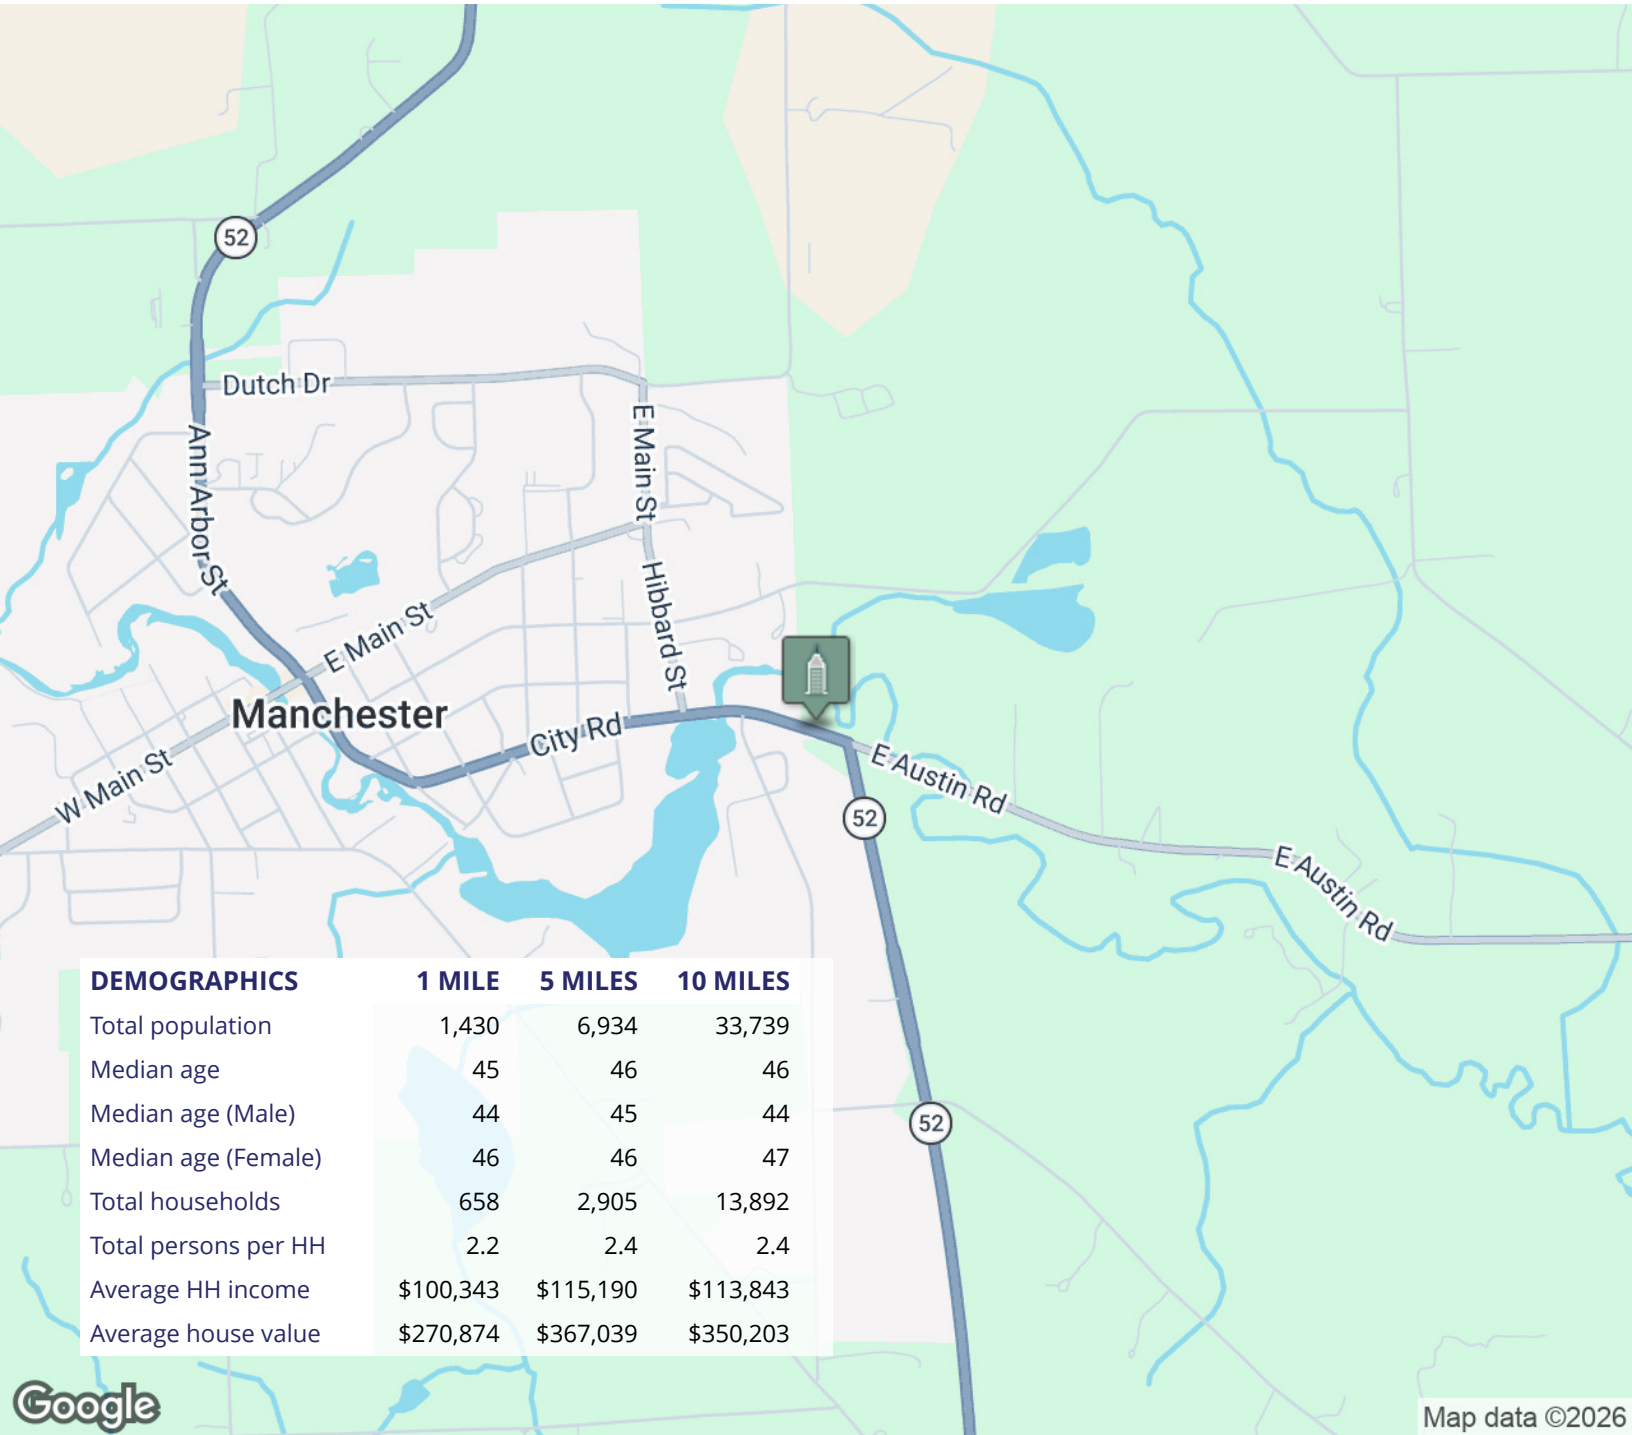 52
Dutch Dr
E Main St
Ann Arbor St
Hibbard St
E Main St
Manchester
City Rd
W Main St
E Austin Rd
52
E Austin Rd
52
DEMOGRAPHICS 1 MILE 5 MILES 10 MILES
Total population 1,430 6,934 33,739
Median age 45 46 46
Median age (Male) 44 45 44
Median age (Female) 46 46 47
Total households 658 2,905 13,892
Total persons per HH 2.2 2.4 2.4
Average HH income $100,343 $115,190 $113,843
Average house value $270,874 $367,039 $350,203
Google
Map data ©2026